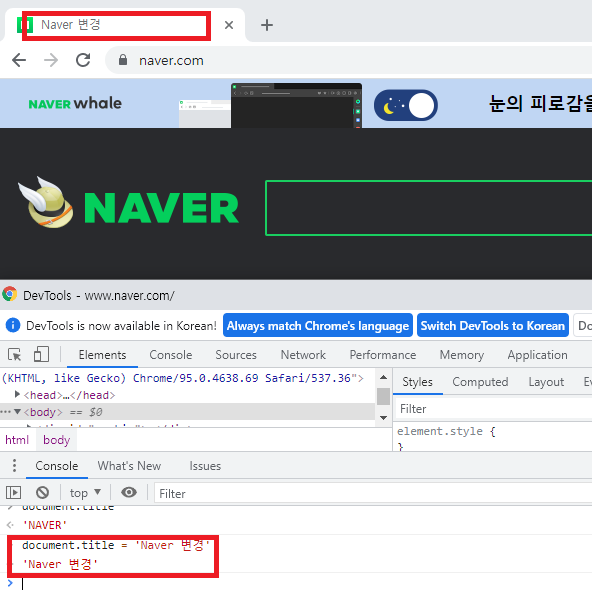 Naver 변경
naver.com
NAVER whale
눈의 피로감을
NAVER
DevTools - www.naver.com/
DevTools is now available in Korean! Always match Chrome's language Switch DevTools to Korean Do
Elements Console Sources Network Performance Memory Application
(KHTML, like Gecko) Chrome/95.0.4638.69 Safari/537.36">
<head>…</head>
<body> == $0
Styles Computed Layout Ev
Filter
element.style {
}
html body
Console What's New Issues
top Filter
document.title
'NAVER'
document.title = 'Naver 변경'
'Naver 변경'